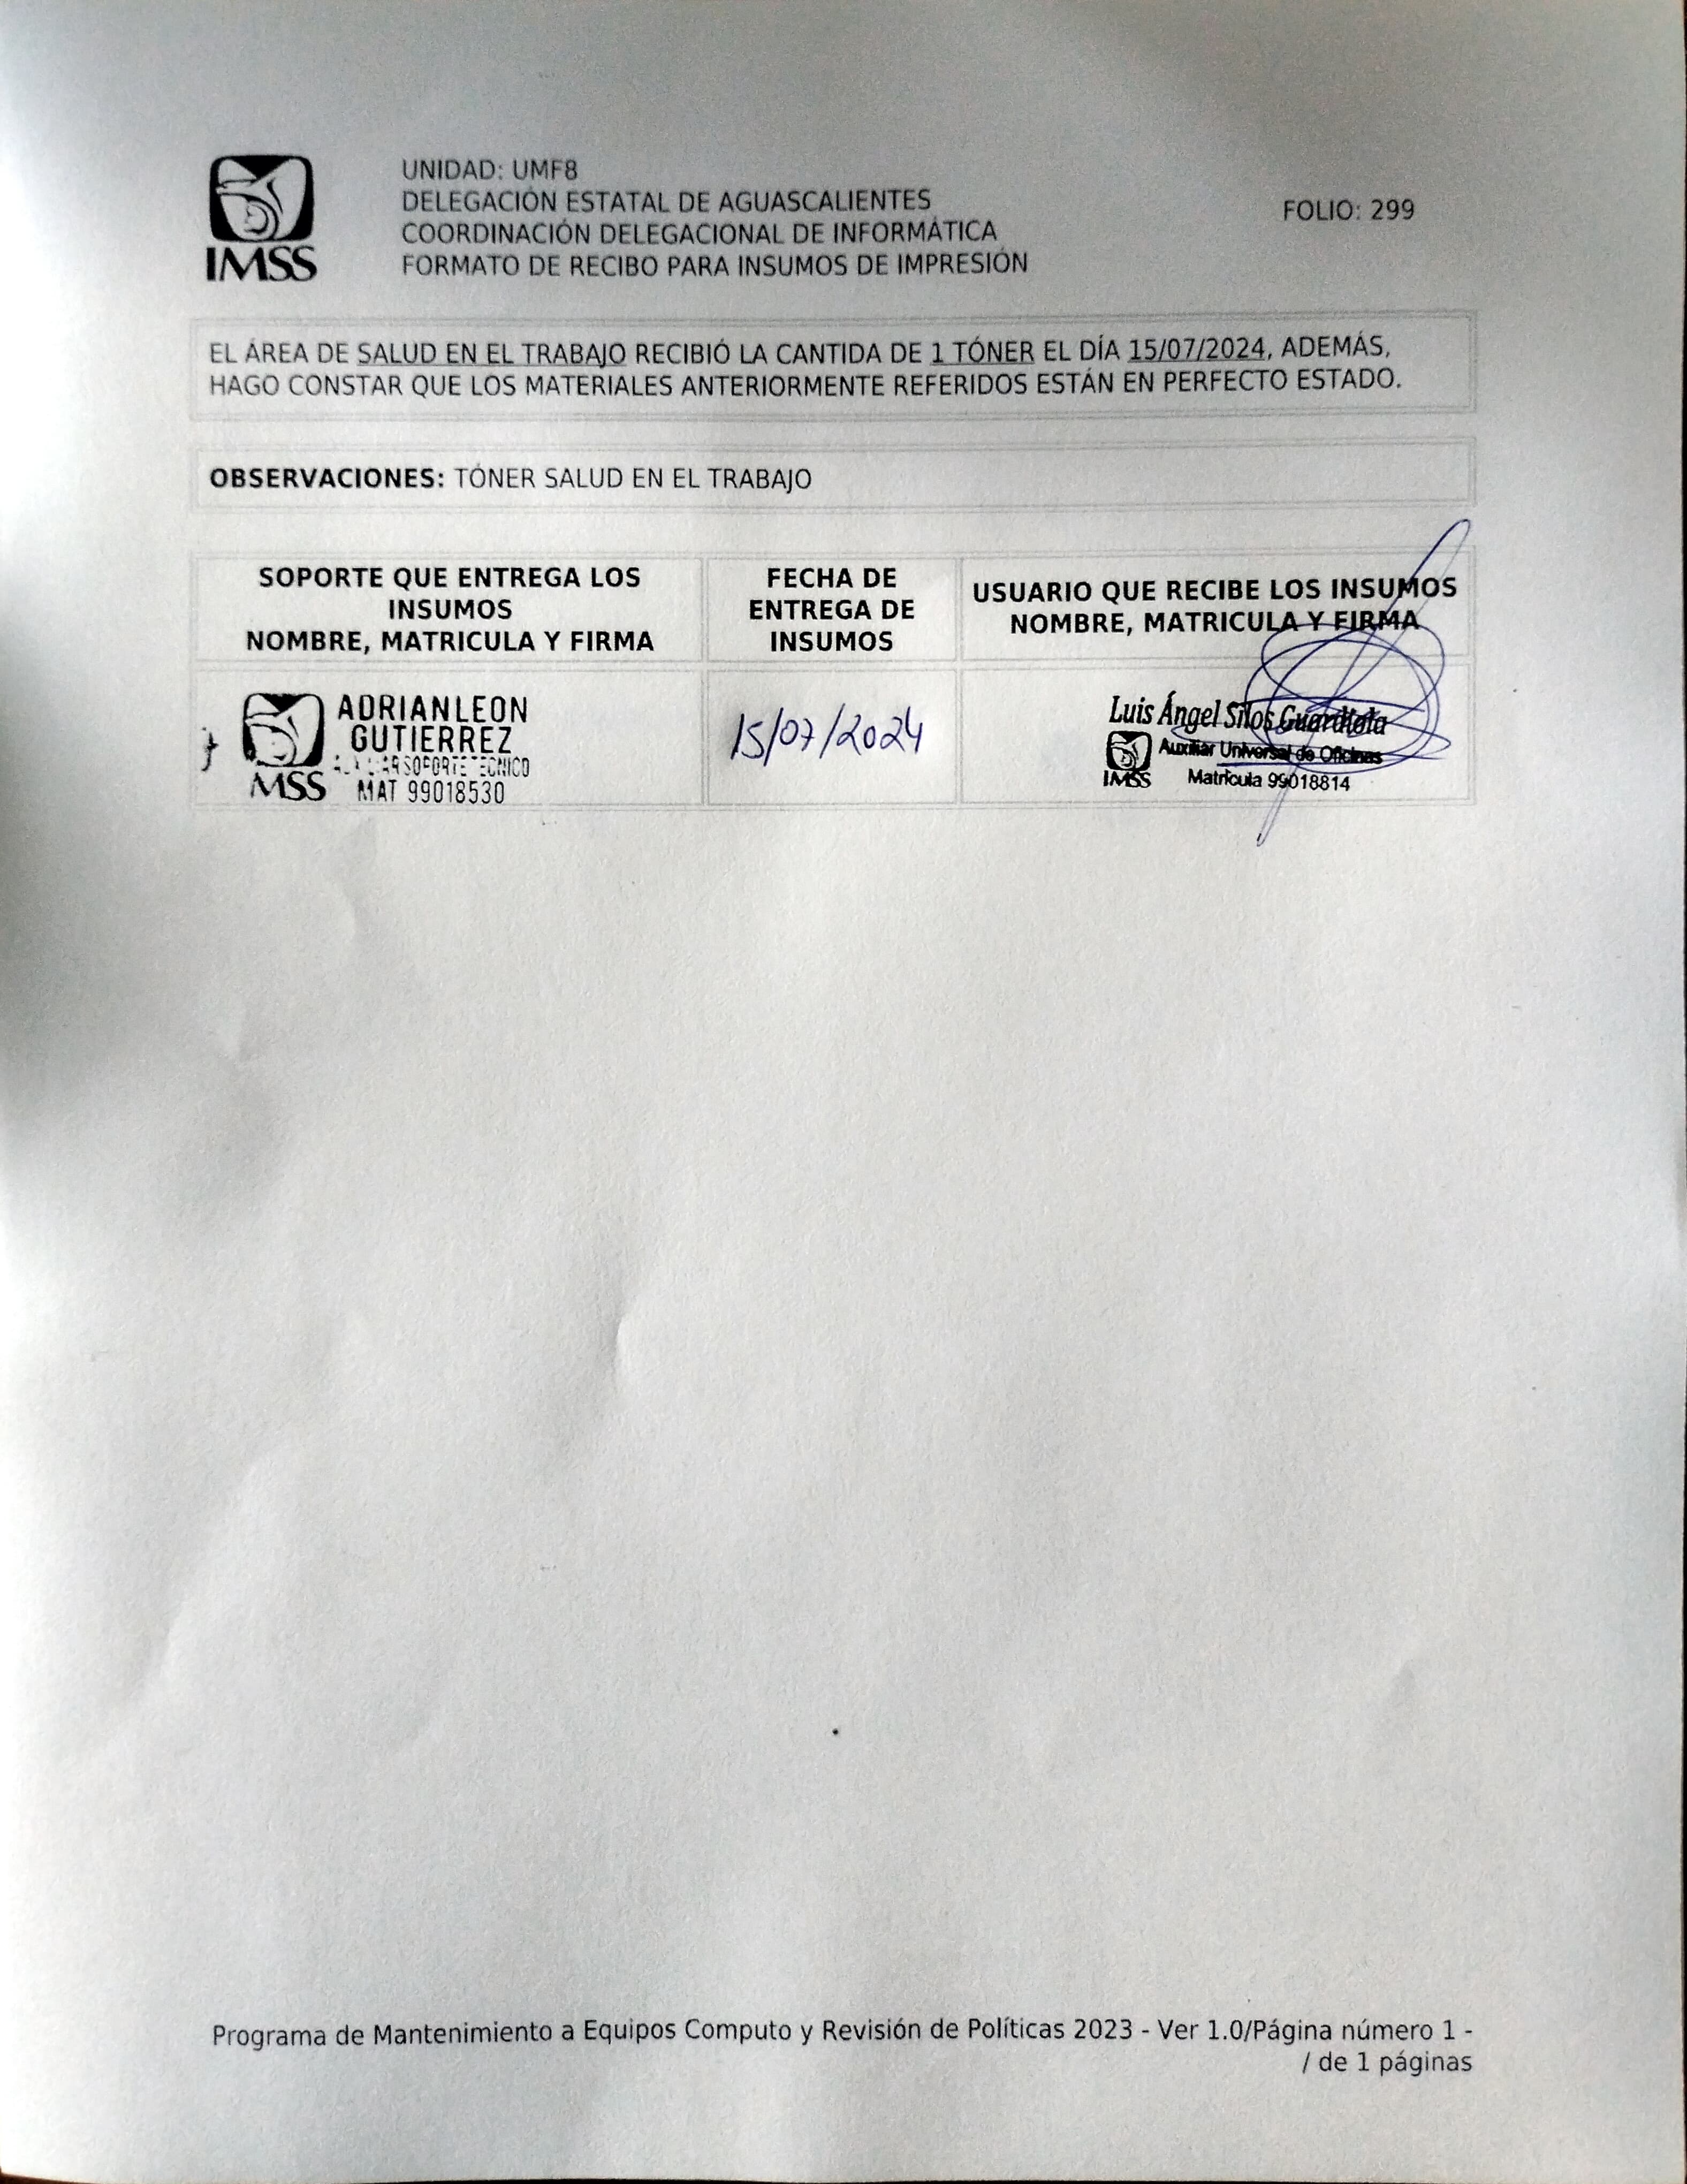 IMSS
UNIDAD: UMF8
DELEGACIÓN ESTATAL DE AGUASCALIENTES
COORDINACIÓN DELEGACIONAL DE INFORMÁTICA
FORMATO DE RECIBO PARA INSUMOS DE IMPRESIÓN
FOLIO: 299
EL ÁREA DE SALUD EN EL TRABAJO RECIBIÓ LA CANTIDA DE 1 TÓNER EL DÍA 15/07/2024, ADEMÁS,
HAGO CONSTAR QUE LOS MATERIALES ANTERIORMENTE REFERIDOS ESTÁN EN PERFECTO ESTADO.
OBSERVACIONES: TÓNER SALUD EN EL TRABAJO
SOPORTE QUE ENTREGA LOS
INSUMOS
NOMBRE, MATRICULA Y FIRMA
FECHA DE
ENTREGA DE
INSUMOS
USUARIO QUE RECIBE LOS INSUMOS
NOMBRE, MATRICULA Y FIRMA
ADRIAN LEON
GUTIERREZ
SOPORTE TECNICO
IMSS MAT 99018530
15/07/2024
Luis Ángel Silos Guardiola
Auxiliar Universal de Oficinas
IMSS Matrícula 99018814
Programa de Mantenimiento a Equipos Computo y Revisión de Políticas 2023 - Ver 1.0/Página número 1 -
/ de 1 páginas